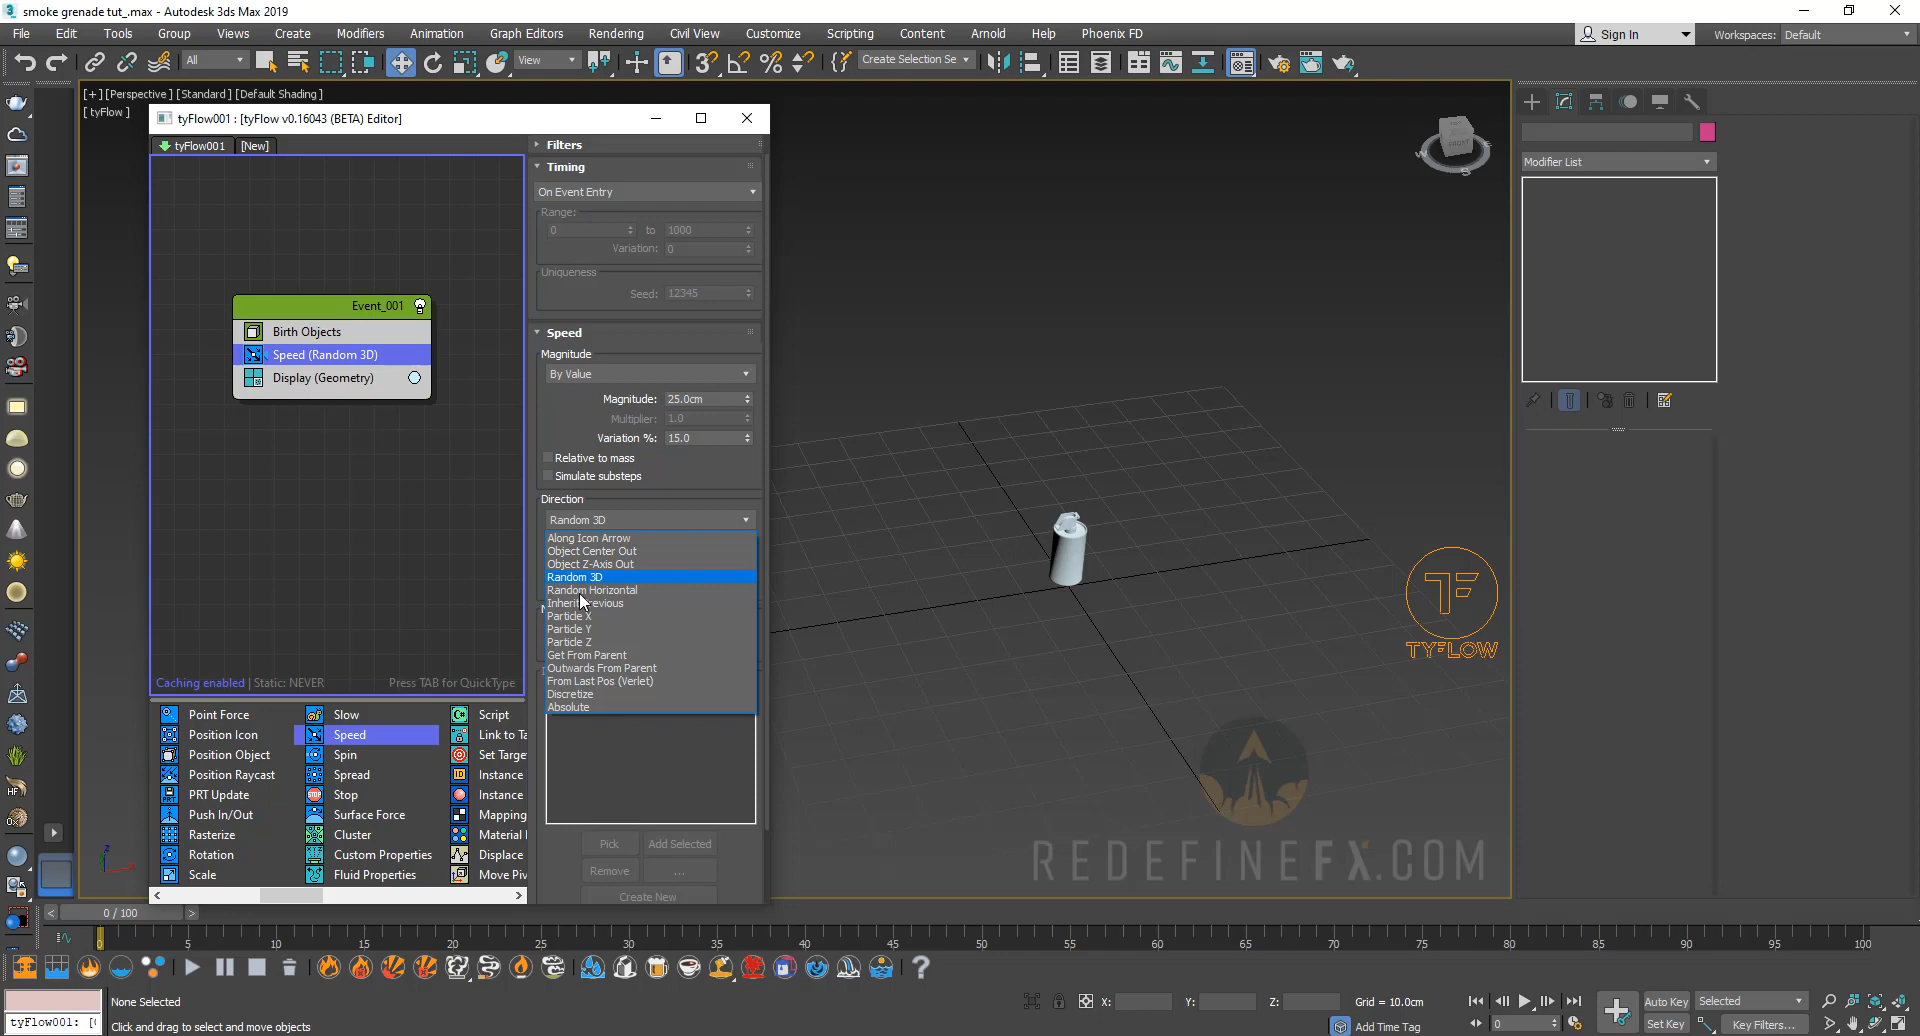 smoke grenade tut_.max - Autodesk 3ds Max 2019
File Edit Tools Group Views Create Modifiers Animation Graph Editors Rendering Civil View Customize Scripting Content Arnold Help Phoenix FD
Sign In
Workspaces: Default
All
View
Create Selection Se
[+] [Perspective ] [Standard ] [Default Shading ]
[ tyFlow ]
tyFlow001 : [tyFlow v0.16043 (BETA) Editor]
tyFlow001 [New]
Event_001
Birth Objects
Speed (Random 3D)
Display (Geometry)
Caching enabled | Static: NEVER
Press TAB for QuickType
Filters
Timing
On Event Entry
Range:
0 to 1000
Variation: 0
Uniqueness
Seed: 12345
Speed
Magnitude
By Value
Magnitude: 25.0cm
Multiplier: 1.0
Variation %: 15.0
Relative to mass
Simulate substeps
Direction
Random 3D
Along Icon Arrow
Object Center Out
Object Z-Axis Out
Random 3D
Random Horizontal
Particle X
Particle Y
Particle Z
Get From Parent
Outwards From Parent
From Last Pos (Verlet)
Discretize
Absolute
Pick Add Selected
Remove ...
Create New
Point Force Slow Script
Position Icon Speed Link to Ta
Position Object Spin Set Targe
Position Raycast Spread Instance
PRT Update Stop Instance
Push In/Out Surface Force Mapping
Rasterize Cluster Material
Rotation Custom Properties Displace
Scale Fluid Properties Move Piv
FRONT
W
S
TYFLOW
REDEFINEFX.COM
Modifier List
z
x
0 / 100
0 5 10 15 20 25 30 35 40 45 50 55 60 65 70 75 80 85 90 95 100
None Selected
Click and drag to select and move objects
tyFlow001: [
X: Y: Z: Grid = 10.0cm
Add Time Tag
0
Auto Key Selected
Set Key Key Filters...